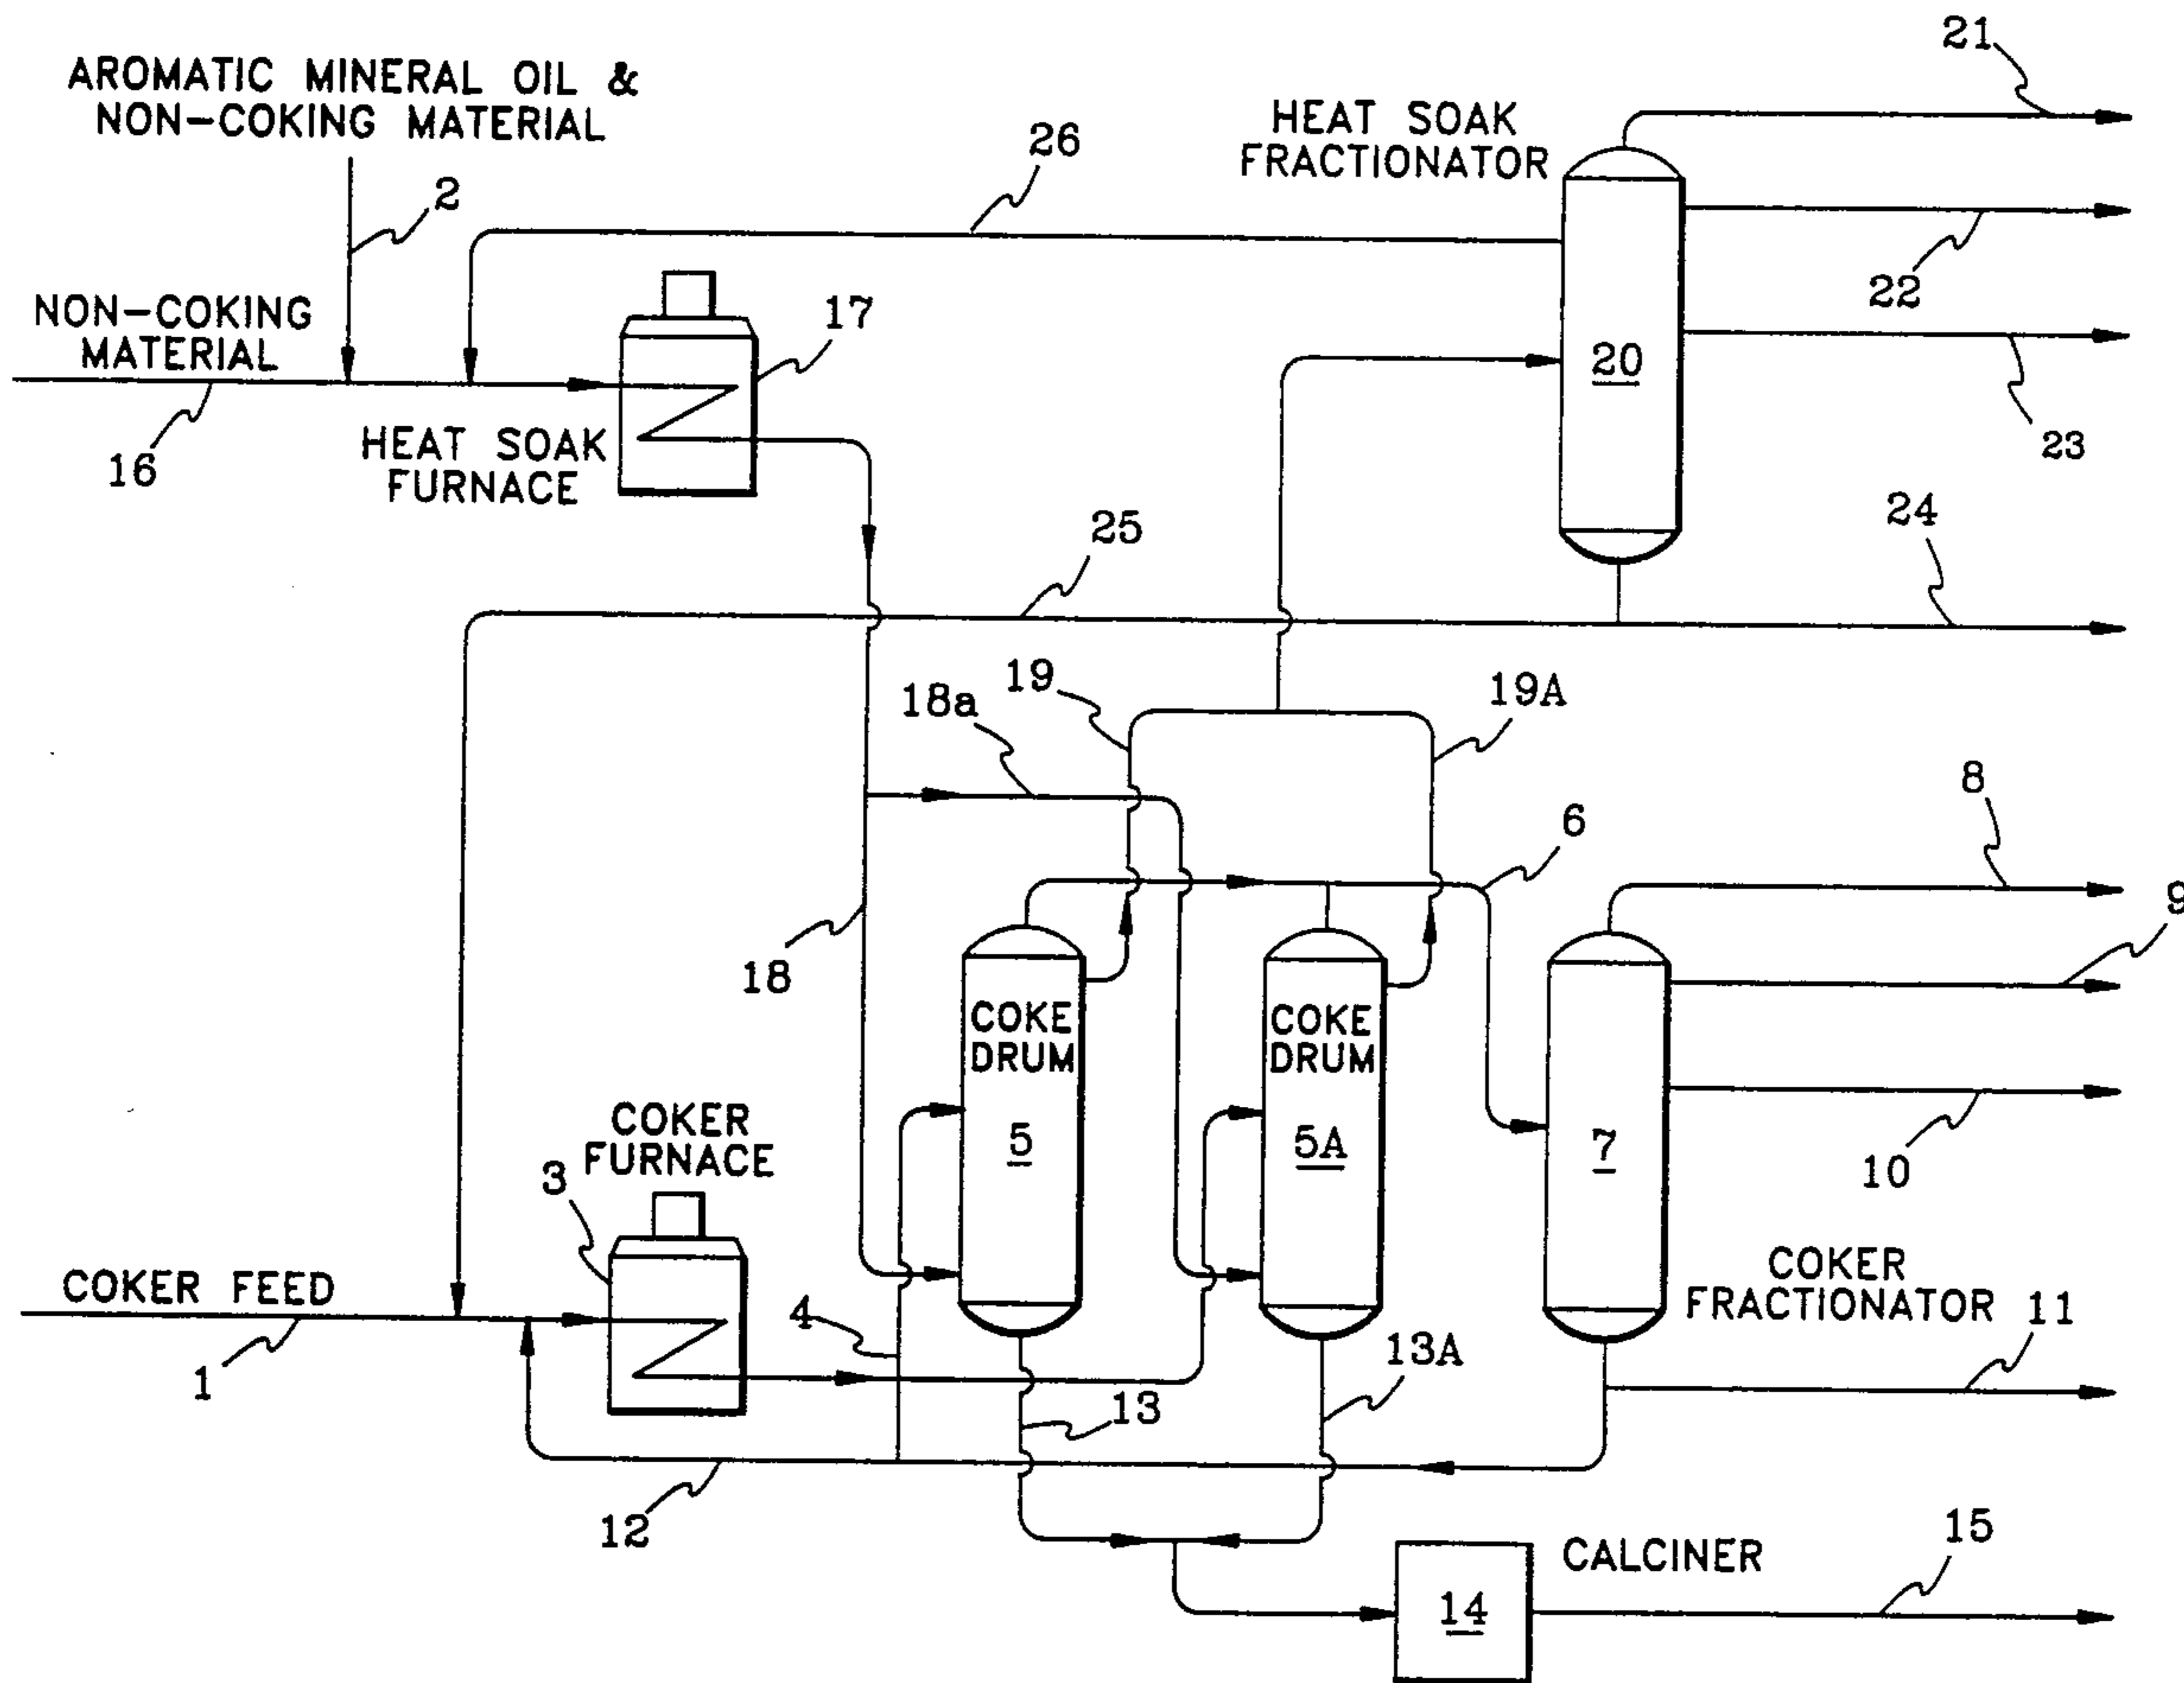 21
AROMATIC MINERAL OIL &
NON-COKING MATERIAL
26
HEAT SOAK
FRACTIONATOR
2
22
NON-COKING
MATERIAL
17
20
16
HEAT SOAK
FURNACE
23
25
24
18a
19
19A
8
6
9
18
COKE
DRUM
COKE
DRUM
COKER
FURNACE
3
5
5A
7
10
COKER FEED
4
COKER
FRACTIONATOR
11
1
13
13A
12
CALCINER
15
14